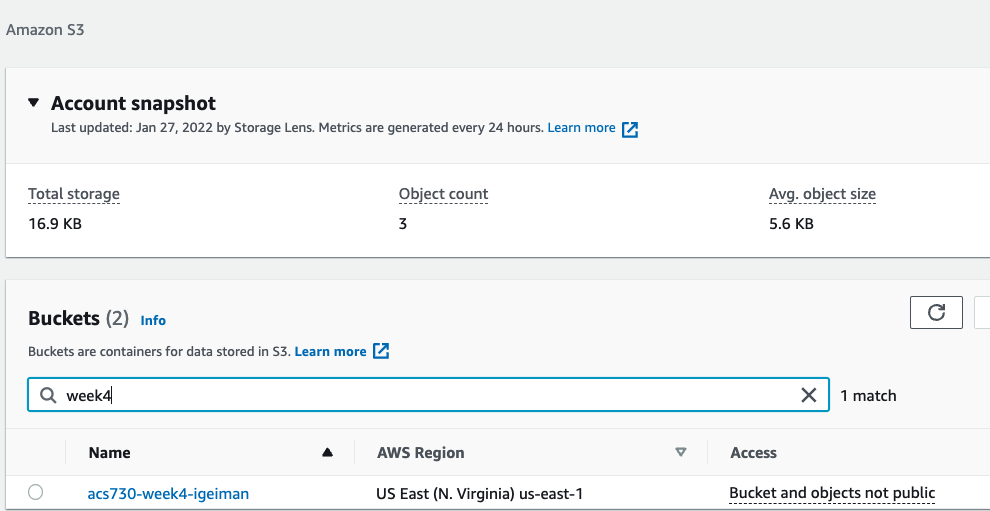 Amazon S3
Account snapshot
Last updated: Jan 27, 2022 by Storage Lens. Metrics are generated every 24 hours. Learn more
Total storage Object count Avg. object size
16.9 KB 3 5.6 KB
Buckets (2) Info
Buckets are containers for data stored in S3. Learn more
week4 1 match
Name AWS Region Access
acs730-week4-igeiman US East (N. Virginia) us-east-1 Bucket and objects not public